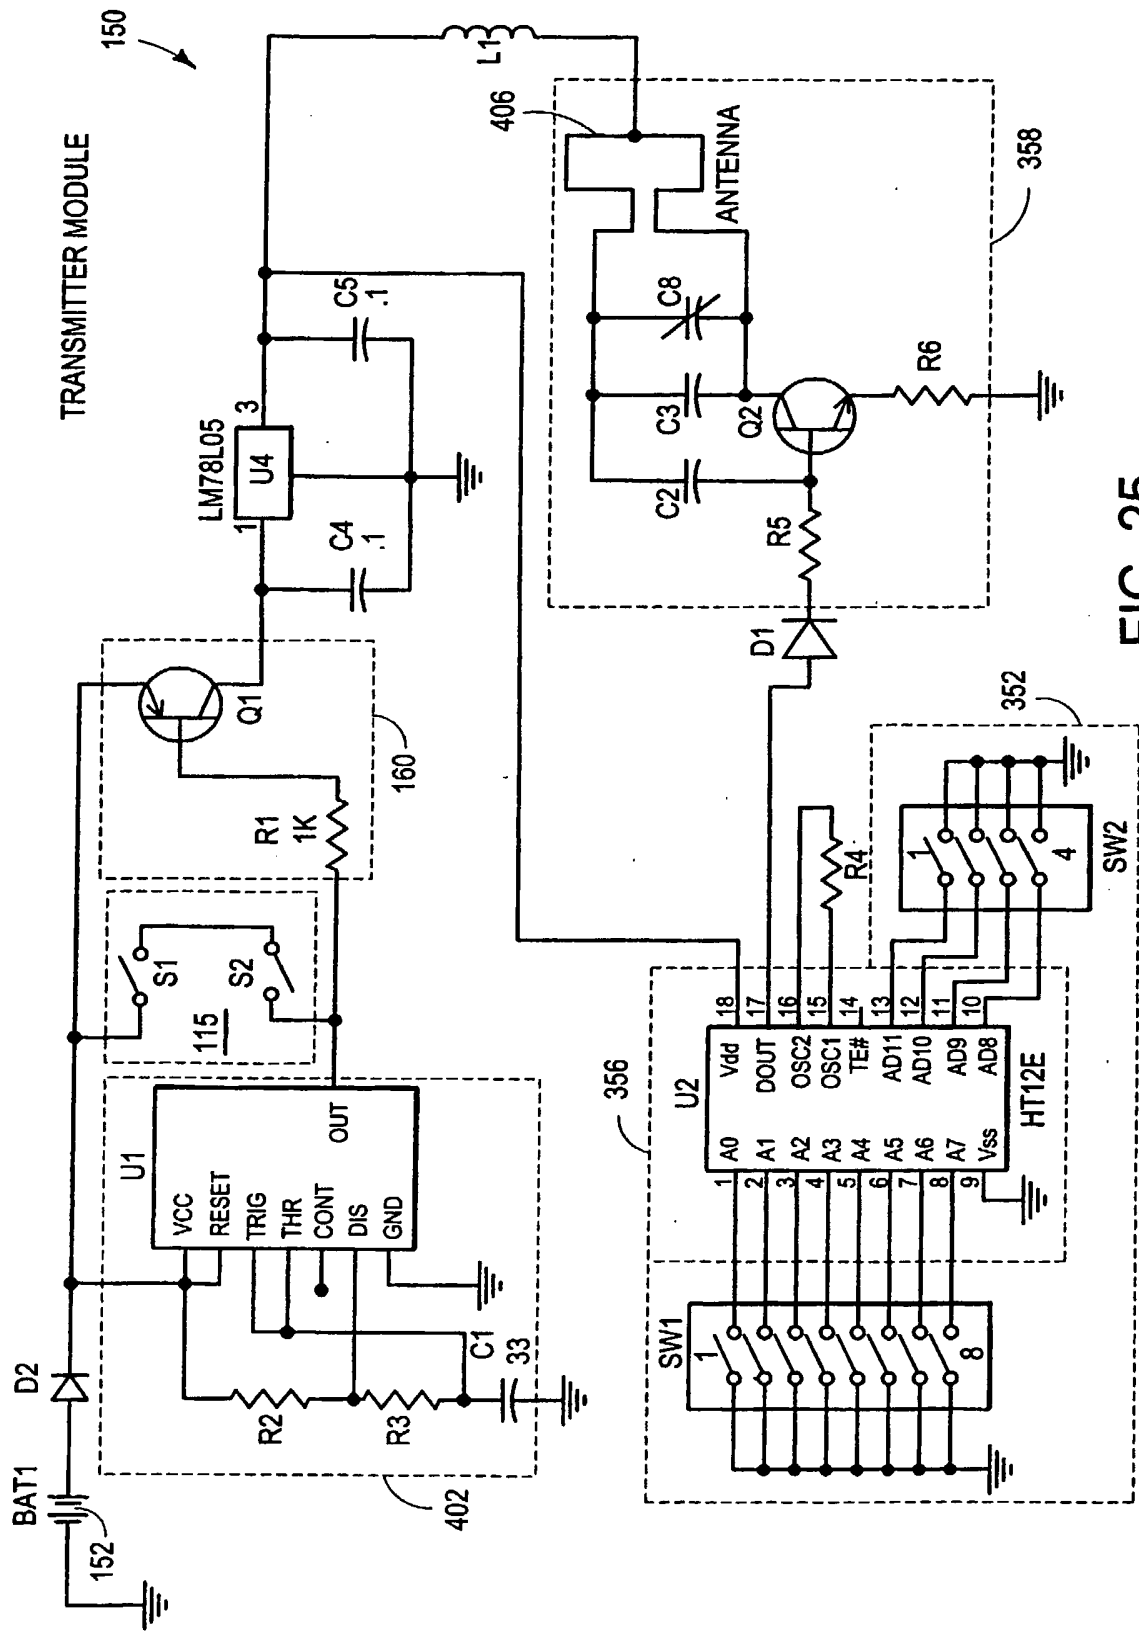 TRANSMITTER MODULE
150
BAT1
152
D2
402
R2
R3
C1
33
U1
VCC
RESET
TRIG
THR
CONT
DIS
GND
OUT
115
S1
S2
R1
1K
160
Q1
LM78L05
U4
1
3
C4
.1
C5
.1
L1
406
ANTENNA
358
C2
C3
C8
Q2
R5
R6
D1
352
356
SW1
1
8
U2
HT12E
1 A0
2 A1
3 A2
4 A3
5 A4
6 A5
7 A6
8 A7
9 Vss
Vdd 18
DOUT 17
OSC2 16
OSC1 15
TE# 14
AD11 13
AD10 12
AD9 11
AD8 10
R4
SW2
1
4
FIG. 25